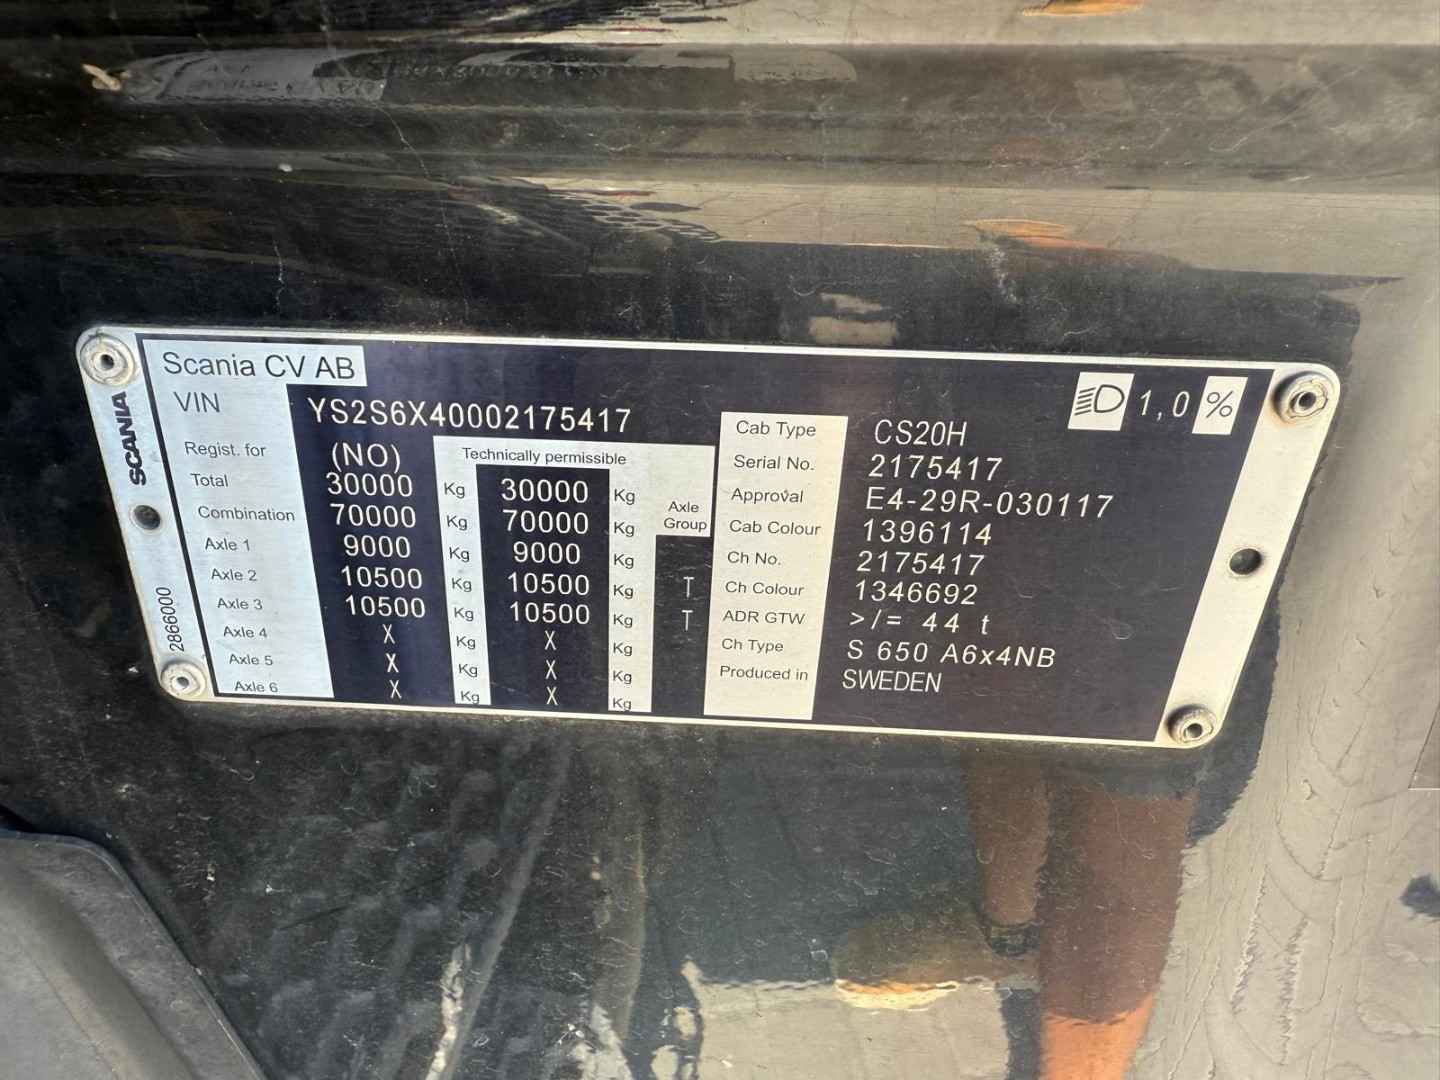 Scania CV AB
SCANIA
2866000
VIN YS2S6X40002175417
Regist. for (NO) Technically permissible
Total 30000 Kg 30000 Kg
Combination 70000 Kg 70000 Kg Axle Group
Axle 1 9000 Kg 9000 Kg
Axle 2 10500 Kg 10500 Kg T
Axle 3 10500 Kg 10500 Kg T
Axle 4 X Kg X Kg
Axle 5 X Kg X Kg
Axle 6 X Kg X Kg
1,0 %
Cab Type CS20H
Serial No. 2175417
Approval E4-29R-030117
Cab Colour 1396114
Ch No. 2175417
Ch Colour 1346692
ADR GTW >/= 44 t
Ch Type S 650 A6x4NB
Produced in SWEDEN